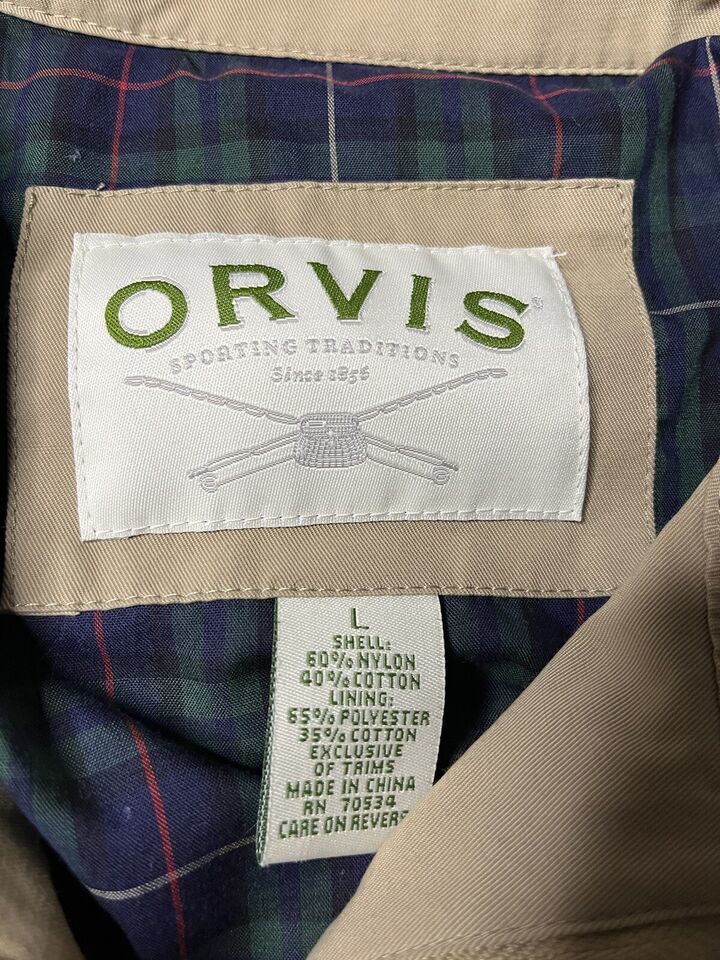 ORVIS®
SPORTING TRADITIONS
Since 1856
L
SHELL:
60% NYLON
40% COTTON
LINING:
65% POLYESTER
35% COTTON
EXCLUSIVE
OF TRIMS
MADE IN CHINA
RN 70534
CARE ON REVERS